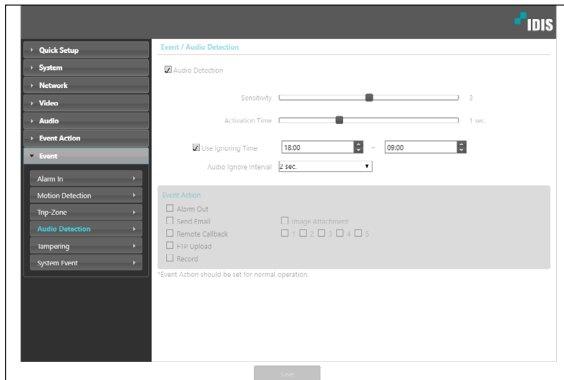 IDIS
Quick Setup
System
Network
Video
Audio
Event Action
Event
Alarm In
Motion Detection
Trip-Zone
Audio Detection
Tampering
System Event
Event / Audio Detection
Audio Detection
Sensitivity 3
Activation Time 1 sec.
Use Ignoring Time 18:00 ~ 09:00
Audio Ignore Interval 2 sec.
Event Action
Alarm Out
Send Email Image Attachment
Remote Callback 1 2 3 4 5
FTP Upload
Record
*Event Action should be set for normal operation.
Save